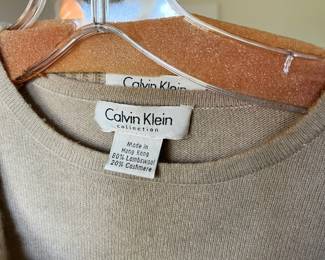 Calvin Klein
Calvin Klein
collection
Made in
Hong Kong
80% Lambswool
20% Cashmere